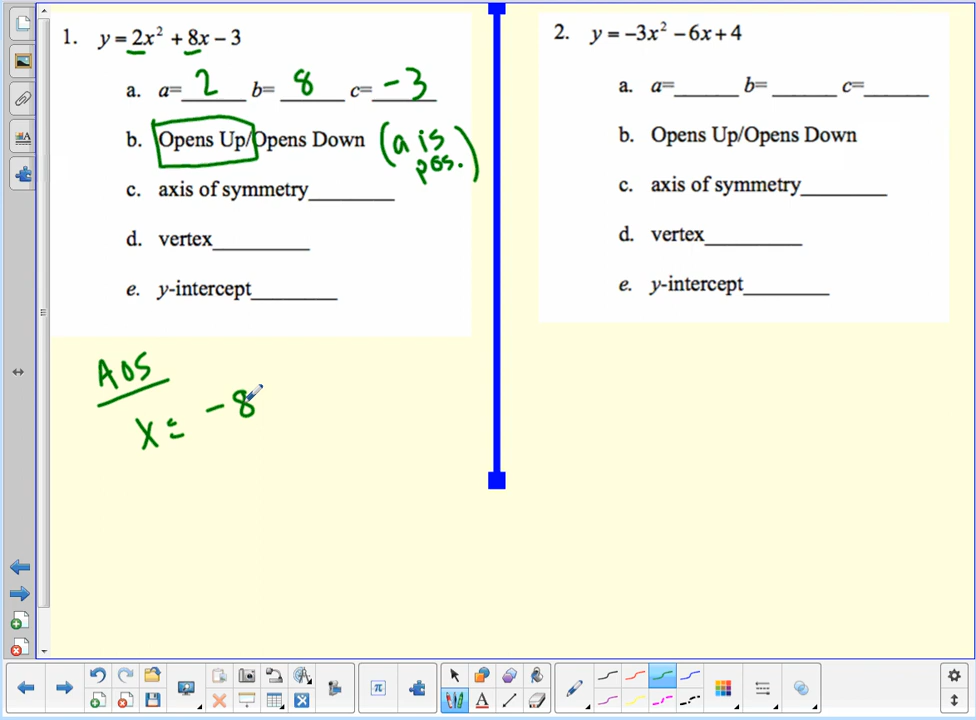 1. y = 2x² + 8x − 3
a. a= 2 b= 8 c= -3
b. Opens Up/Opens Down (a is pos.)
c. axis of symmetry________
d. vertex_________
e. y-intercept________
AOS
x = -8
2. y = −3x² − 6x + 4
a. a=______ b= ______ c=______
b. Opens Up/Opens Down
c. axis of symmetry________
d. vertex_________
e. y-intercept________